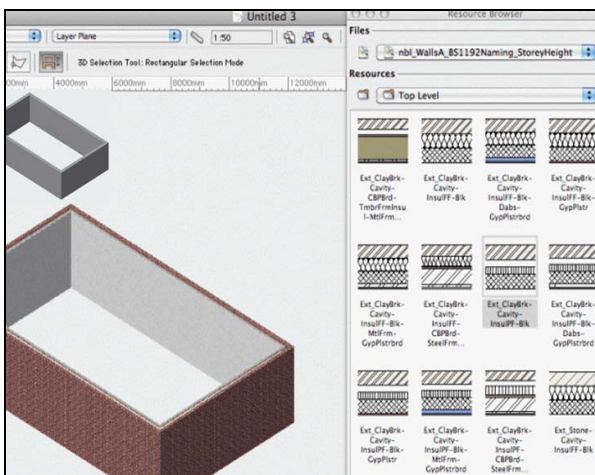 Untitled 3
Resource Browser
Files
Layer Plane
1:50
nbl_WallsA_BS1192Naming_StoreyHeight
3D Selection Tool: Rectangular Selection Mode
Resources
Top Level
00mm 4000mm 6000mm 8000mm 10000mm 12000mm
Ext_ClayBrk-
Cavity-
CBPBrd-
TmbrFrmInsu
l-MtlFrm...
Ext_ClayBrk-
Cavity-
InsulFF-Blk
Ext_ClayBrk-
Cavity-
InsulFF-Blk-
Dabs-
GypPlstrbrd
Ext_ClayBrk-
Cavity-
InsulFF-Blk-
GypPlstr
Ext_ClayBrk-
Cavity-
InsulFF-Blk-
MtlFrm-
GypPlstrbrd
Ext_ClayBrk-
Cavity-
InsulFF-
CBPBrd-
SteelFrm...
Ext_ClayBrk-
Cavity-
InsulPF-Blk
Ext_ClayBrk-
Cavity-
InsulPF-Blk-
Dabs-
GypPlstrbrd
Ext_ClayBrk-
Cavity-
InsulPF-Blk-
GypPlstr
Ext_ClayBrk-
Cavity-
InsulPF-Blk-
MtlFrm-
GypPlstrbrd
Ext_ClayBrk-
Cavity-
InsulPF-
CBPBrd-
SteelFrm...
Ext_Stone-
Cavity-
InsulFF-Blk